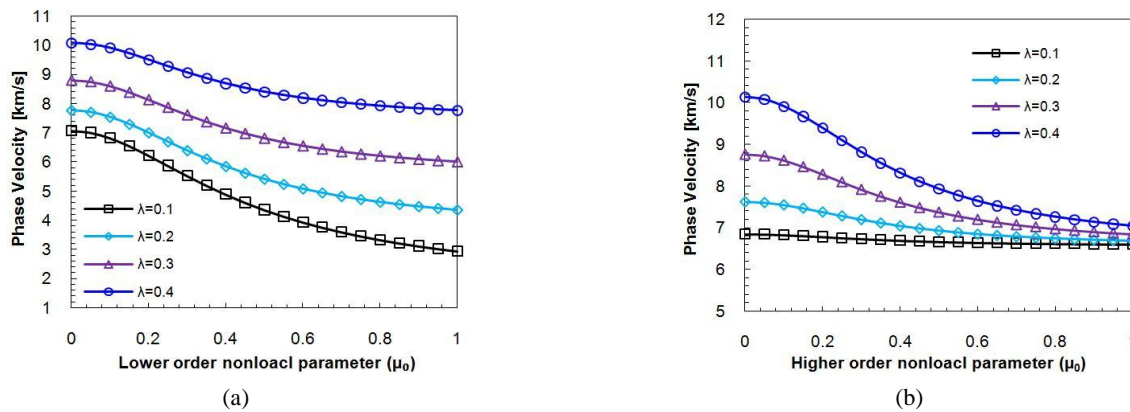 11
10
9
8
7
6
5
4
3
2
1
Phase Velocity [km/s]
λ=0.1
λ=0.2
λ=0.3
λ=0.4
0 0.2 0.4 0.6 0.8 1
Lower order nonloacl parameter (μ₀)
(a)
12
11
10
9
8
7
6
5
Phase Velocity [km/s]
λ=0.1
λ=0.2
λ=0.3
λ=0.4
0 0.2 0.4 0.6 0.8
Higher order nonloacl parameter (μ₀)
(b)